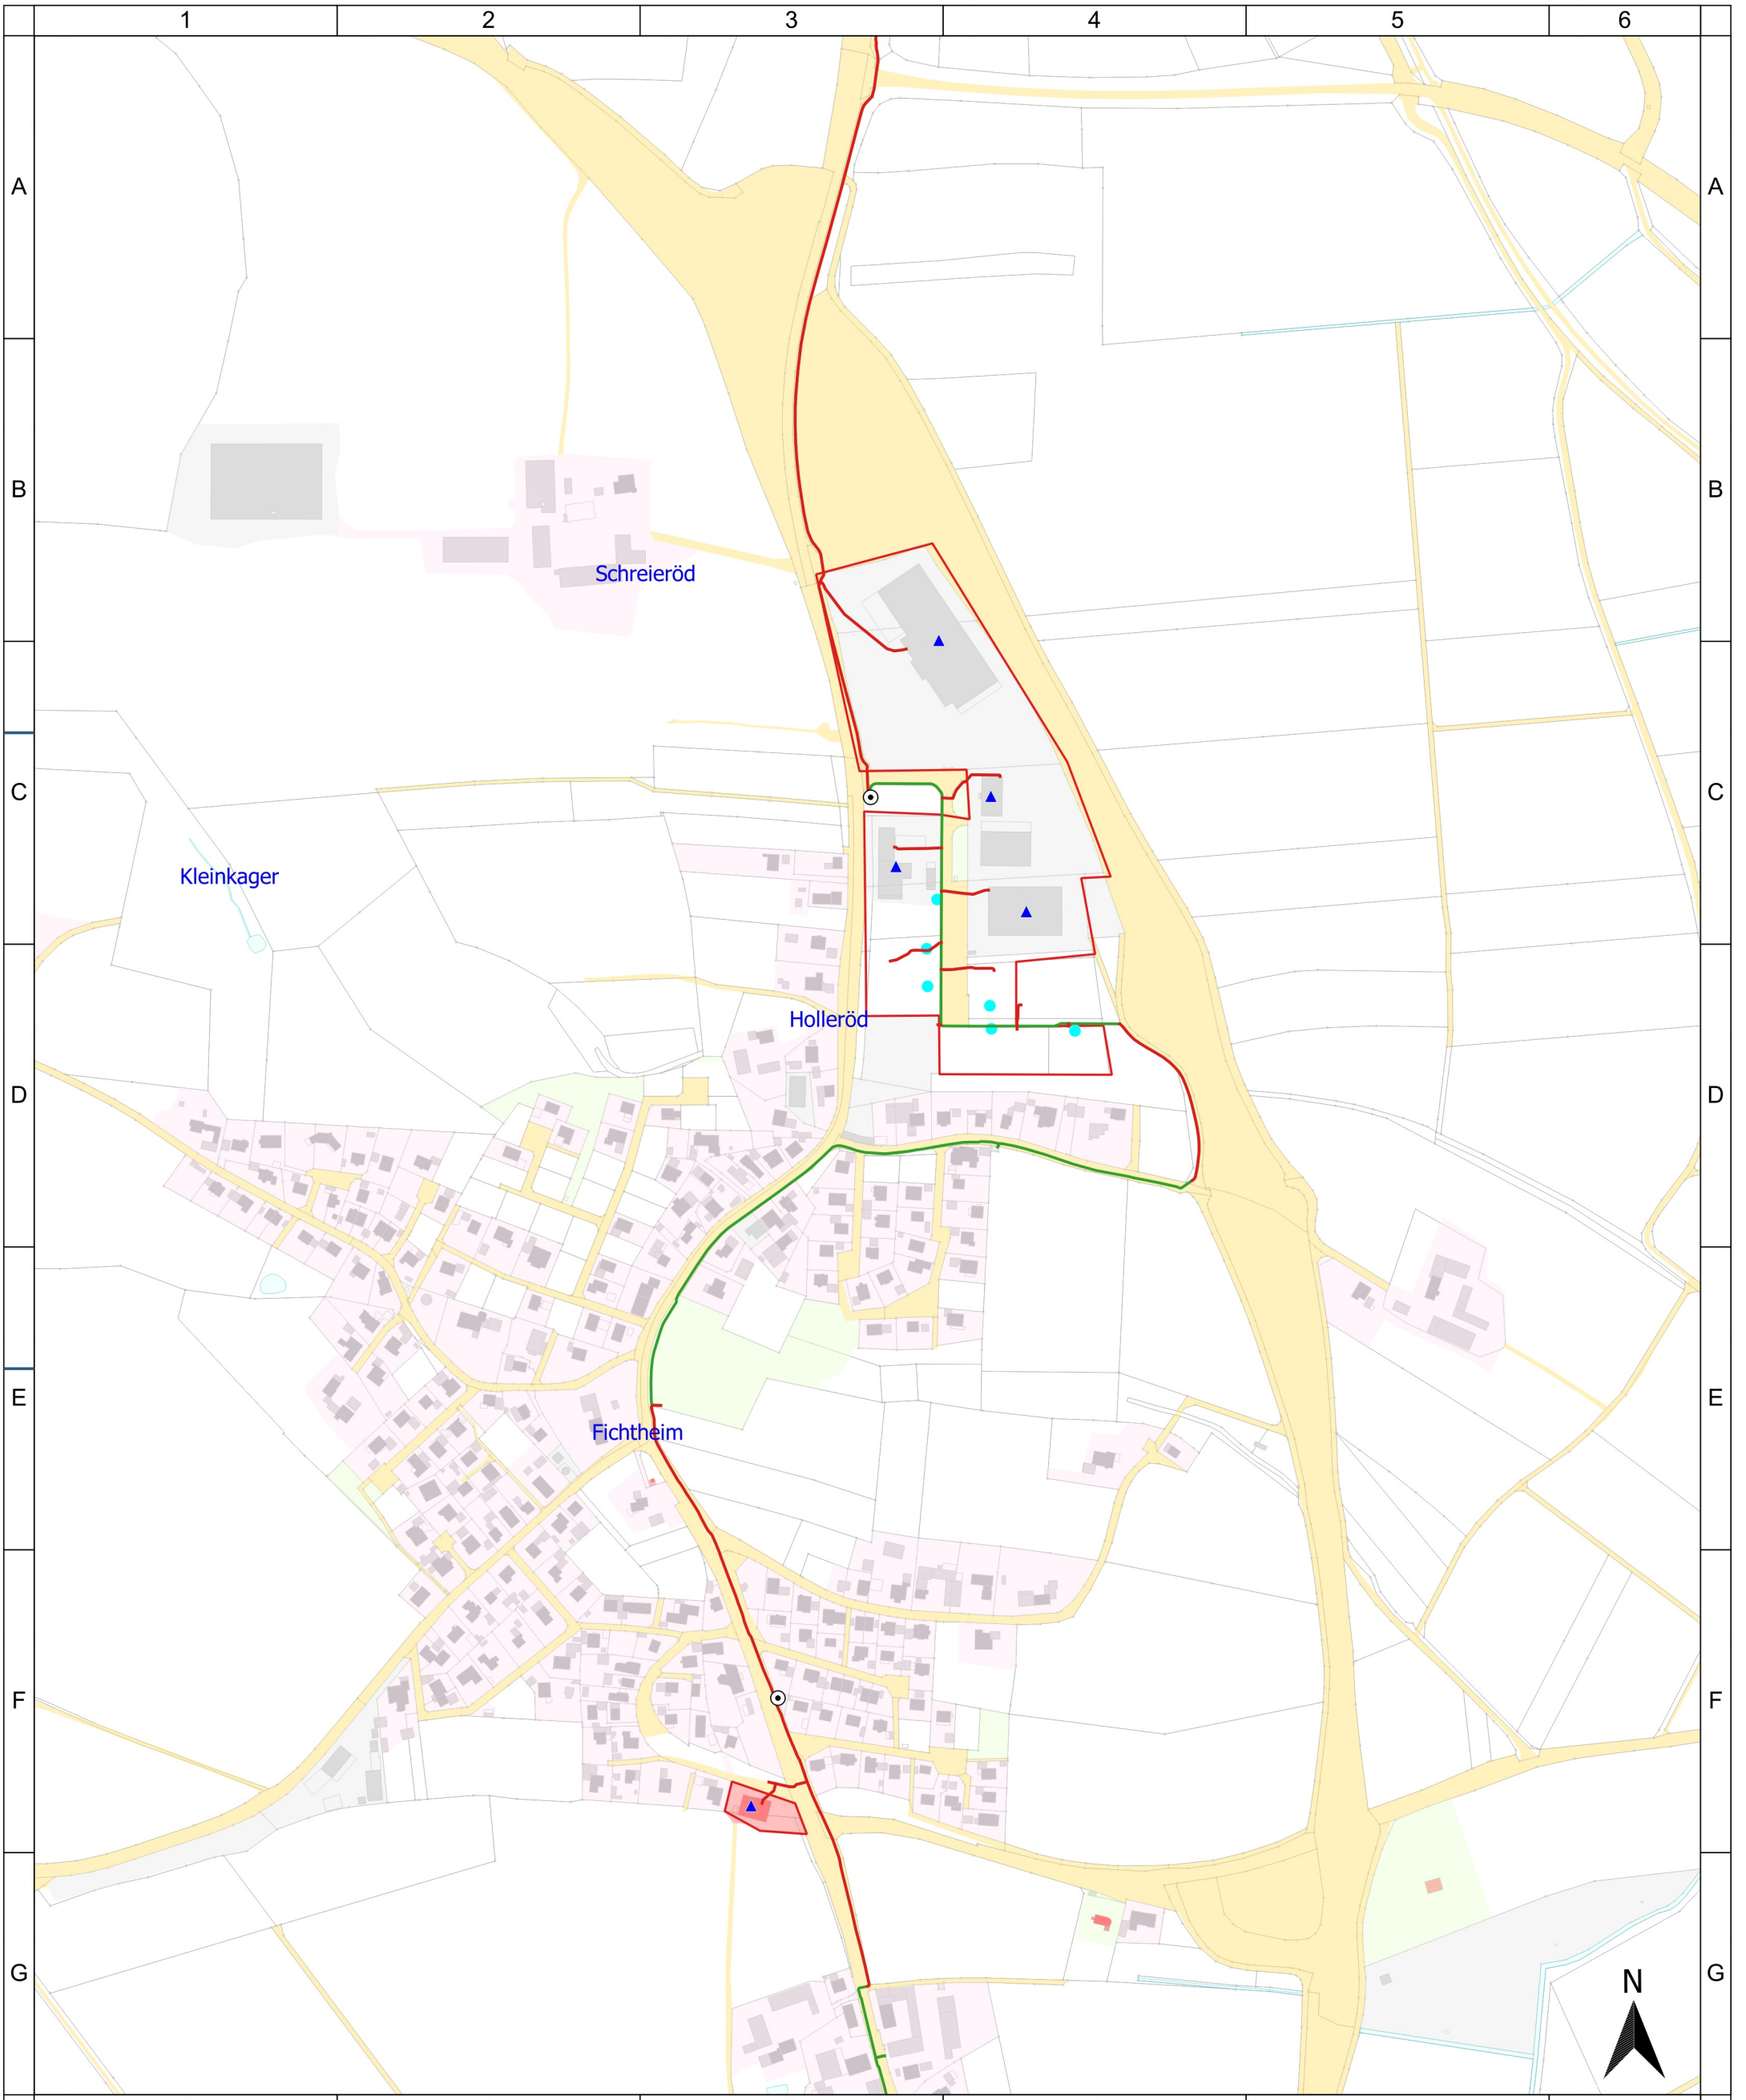 1 2 3 4 5 6
A A
B B
Schreieröd
C C
Kleinkager
Holleröd
D D
E E
Fichtheim
F F
G G
N